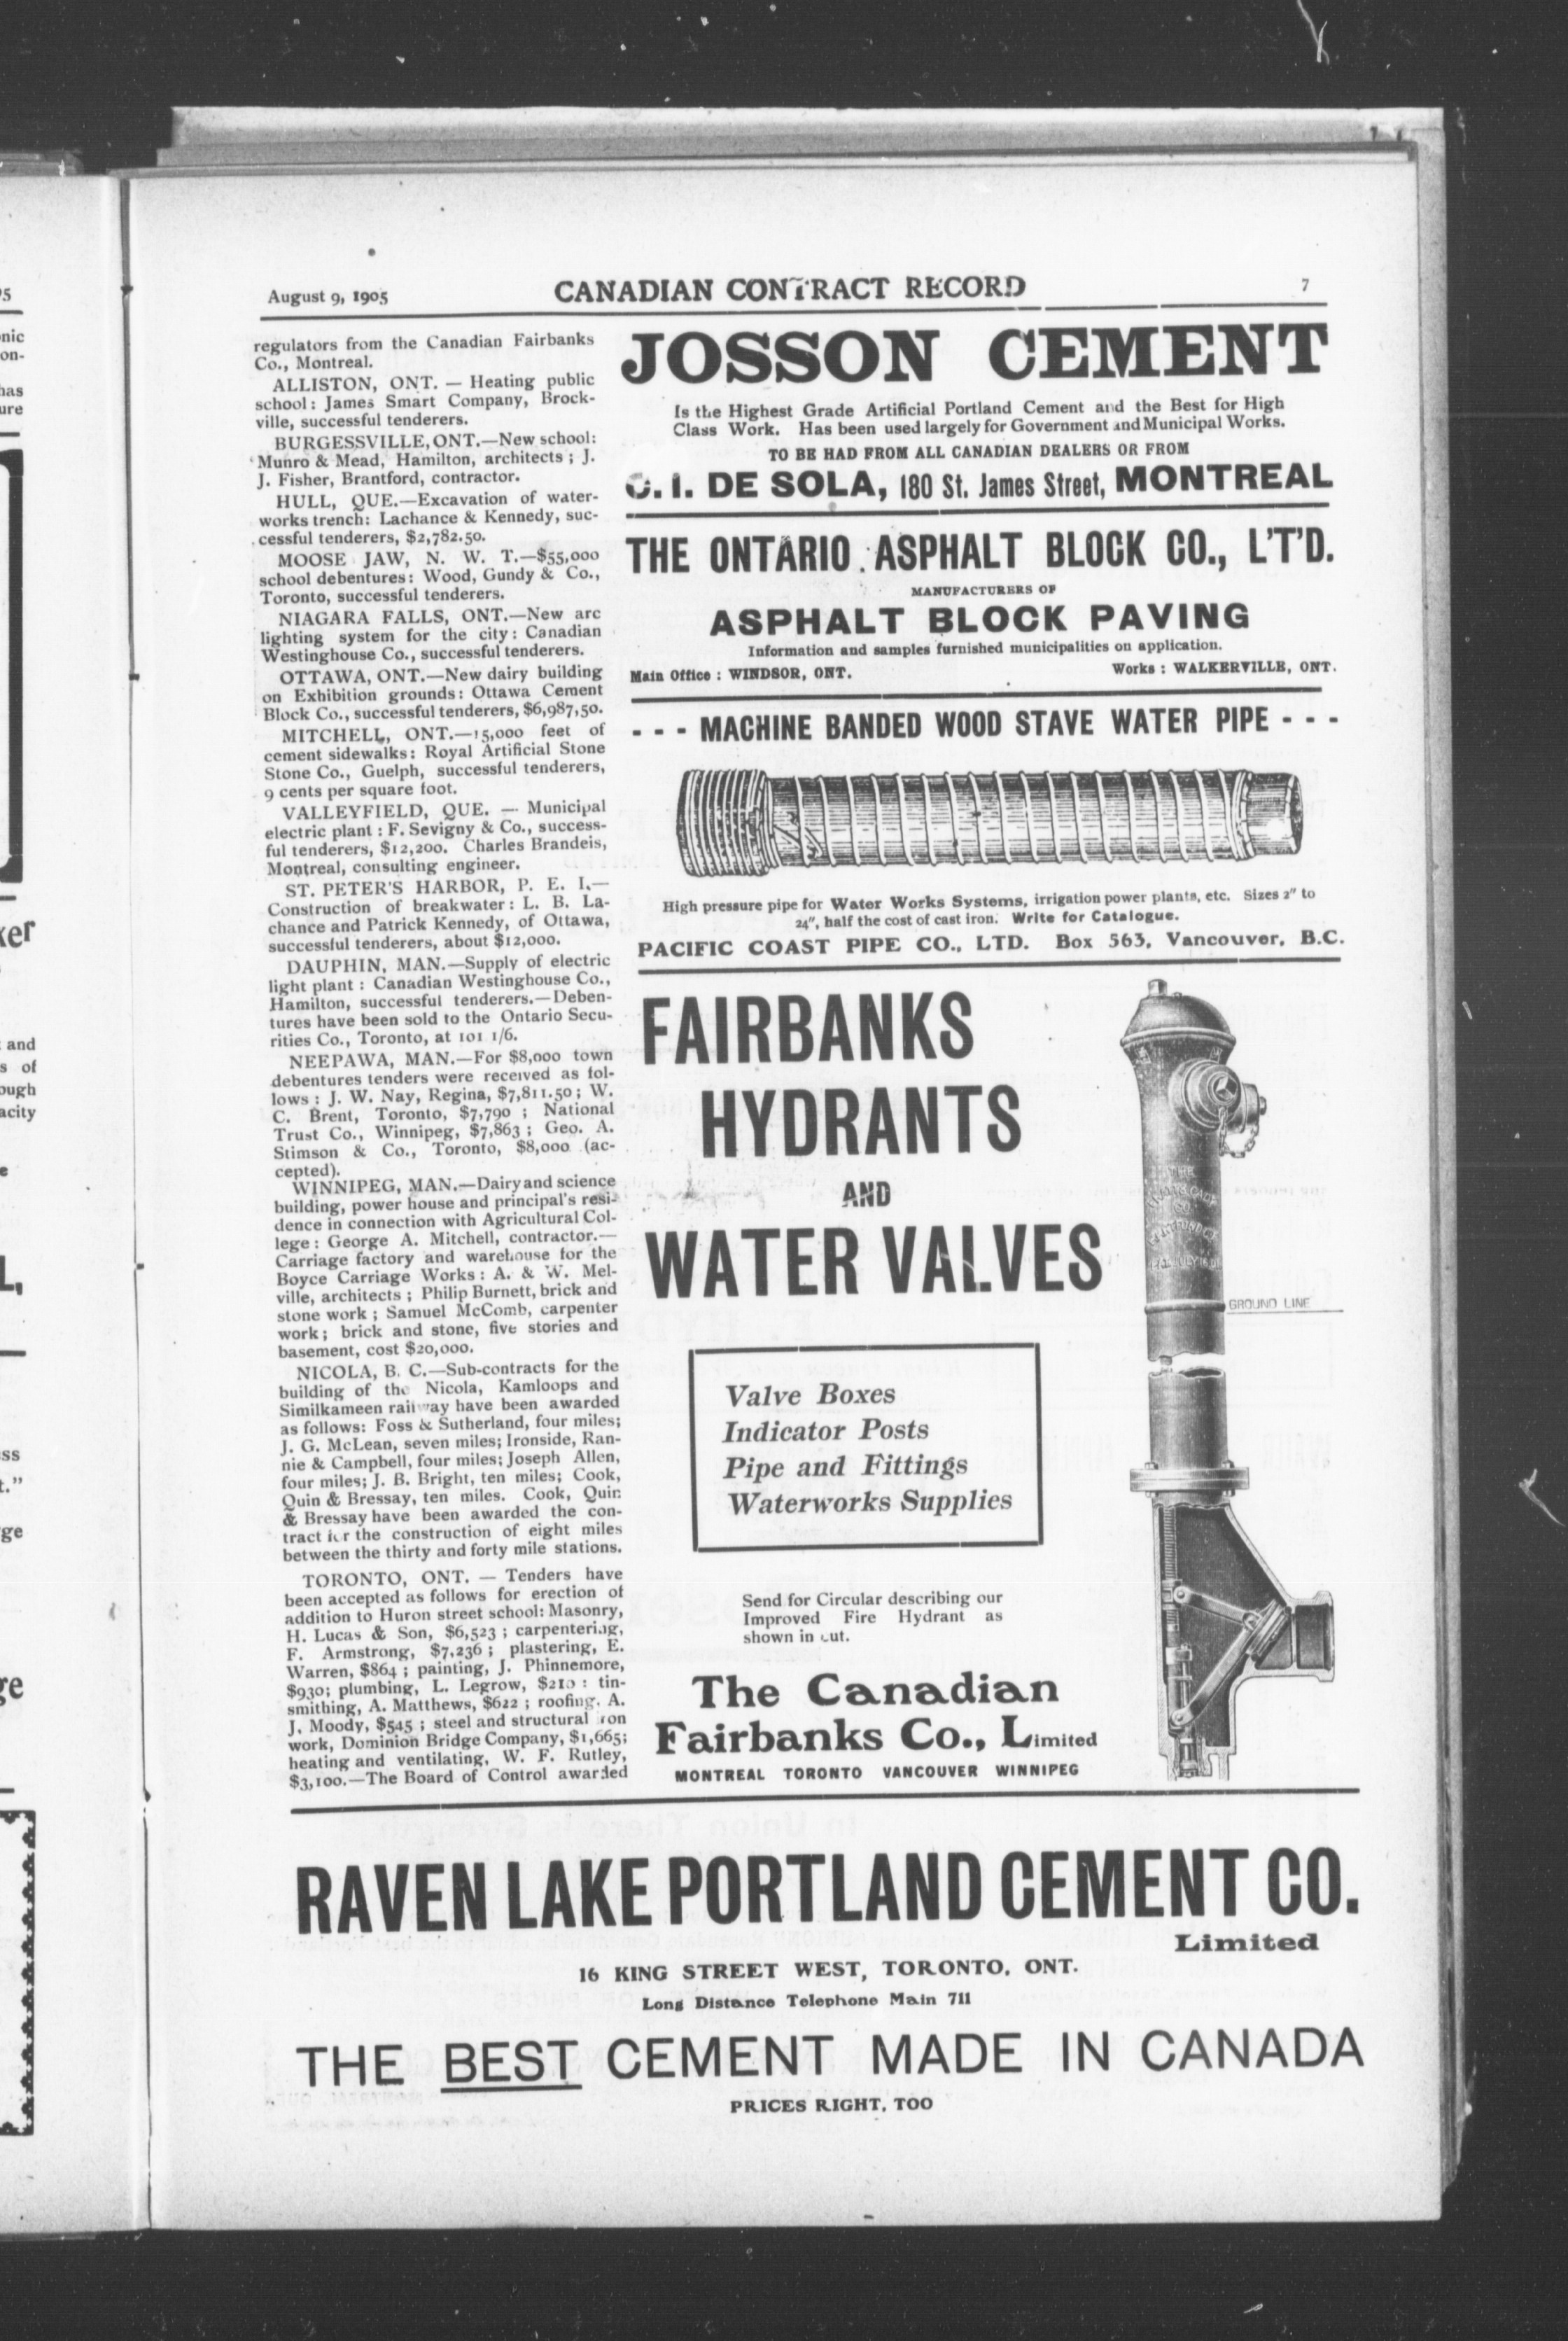 August 9, 1905
CANADIAN CONTRACT RECORD
7
regulators from the Canadian Fairbanks
Co., Montreal.
ALLISTON, ONT. — Heating public
school: James Smart Company, Brock-
ville, successful tenderers.
BURGESSVILLE, ONT.—New school:
Munro & Mead, Hamilton, architects ; J.
J. Fisher, Brantford, contractor.
HULL, QUE.—Excavation of water-
works trench: Lachance & Kennedy, suc-
cessful tenderers, $2,782.50.
MOOSE JAW, N. W. T.—$55,000
school debentures: Wood, Gundy & Co.,
Toronto, successful tenderers.
NIAGARA FALLS, ONT.—New arc
lighting system for the city: Canadian
Westinghouse Co., successful tenderers.
OTTAWA, ONT.—New dairy building
on Exhibition grounds: Ottawa Cement
Block Co., successful tenderers, $6,987,50.
MITCHELL, ONT.—15,000 feet of
cement sidewalks: Royal Artificial Stone
Stone Co., Guelph, successful tenderers,
9 cents per square foot.
VALLEYFIELD, QUE. — Municipal
electric plant : F. Sevigny & Co., success-
ful tenderers, $12,200. Charles Brandeis,
Montreal, consulting engineer.
ST. PETER'S HARBOR, P. E. I.—
Construction of breakwater: L. B. La-
chance and Patrick Kennedy, of Ottawa,
successful tenderers, about $12,000.
DAUPHIN, MAN.—Supply of electric
light plant : Canadian Westinghouse Co.,
Hamilton, successful tenderers.—Deben-
tures have been sold to the Ontario Secu-
rities Co., Toronto, at 101 1/6.
NEEPAWA, MAN.—For $8,000 town
debentures tenders were received as fol-
lows : J. W. Nay, Regina, $7,811.50; W.
C. Brent, Toronto, $7,790 ; National
Trust Co., Winnipeg, $7,863 ; Geo. A.
Stimson & Co., Toronto, $8,000 (ac-
cepted).
WINNIPEG, MAN.—Dairy and science
building, power house and principal's resi-
dence in connection with Agricultural Col-
lege : George A. Mitchell, contractor.—
Carriage factory and warehouse for the
Boyce Carriage Works : A. & W. Mel-
ville, architects ; Philip Burnett, brick and
stone work ; Samuel McComb, carpenter
work; brick and stone, five stories and
basement, cost $20,000.
NICOLA, B. C.—Sub-contracts for the
building of the Nicola, Kamloops and
Similkameen railway have been awarded
as follows: Foss & Sutherland, four miles;
J. G. McLean, seven miles; Ironside, Ran-
nie & Campbell, four miles; Joseph Allen,
four miles; J. B. Bright, ten miles; Cook,
Quin & Bressay, ten miles. Cook, Quin
& Bressay have been awarded the con-
tract for the construction of eight miles
between the thirty and forty mile stations.
TORONTO, ONT. — Tenders have
been accepted as follows for erection of
addition to Huron street school: Masonry,
H. Lucas & Son, $6,523 ; carpentering,
F. Armstrong, $7,236 ; plastering, E.
Warren, $864 ; painting, J. Phinnemore,
$930; plumbing, L. Legrow, $210 : tin-
smithing, A. Matthews, $622 ; roofing, A.
J. Moody, $545 ; steel and structural iron
work, Dominion Bridge Company, $1,665;
heating and ventilating, W. F. Rutley,
$3,100.—The Board of Control awarded
JOSSON CEMENT
Is the Highest Grade Artificial Portland Cement and the Best for High
Class Work. Has been used largely for Government and Municipal Works.
TO BE HAD FROM ALL CANADIAN DEALERS OR FROM
C. I. DE SOLA, 180 St. James Street, MONTREAL
THE ONTARIO ASPHALT BLOCK CO., L'T'D.
MANUFACTURERS OF
ASPHALT BLOCK PAVING
Information and samples furnished municipalities on application.
Main Office : WINDSOR, ONT.
Works : WALKERVILLE, ONT.
- - - MACHINE BANDED WOOD STAVE WATER PIPE - - -
High pressure pipe for Water Works Systems, irrigation power plants, etc. Sizes 2" to
24", half the cost of cast iron. Write for Catalogue.
PACIFIC COAST PIPE CO., LTD. Box 563, Vancouver, B.C.
FAIRBANKS
HYDRANTS
AND
WATER VALVES
GROUND LINE
Valve Boxes
Indicator Posts
Pipe and Fittings
Waterworks Supplies
Send for Circular describing our
Improved Fire Hydrant as
shown in cut.
The Canadian
Fairbanks Co., Limited
MONTREAL TORONTO VANCOUVER WINNIPEG
RAVEN LAKE PORTLAND CEMENT CO.
Limited
16 KING STREET WEST, TORONTO, ONT.
Long Distance Telephone Main 711
THE BEST CEMENT MADE IN CANADA
PRICES RIGHT, TOO